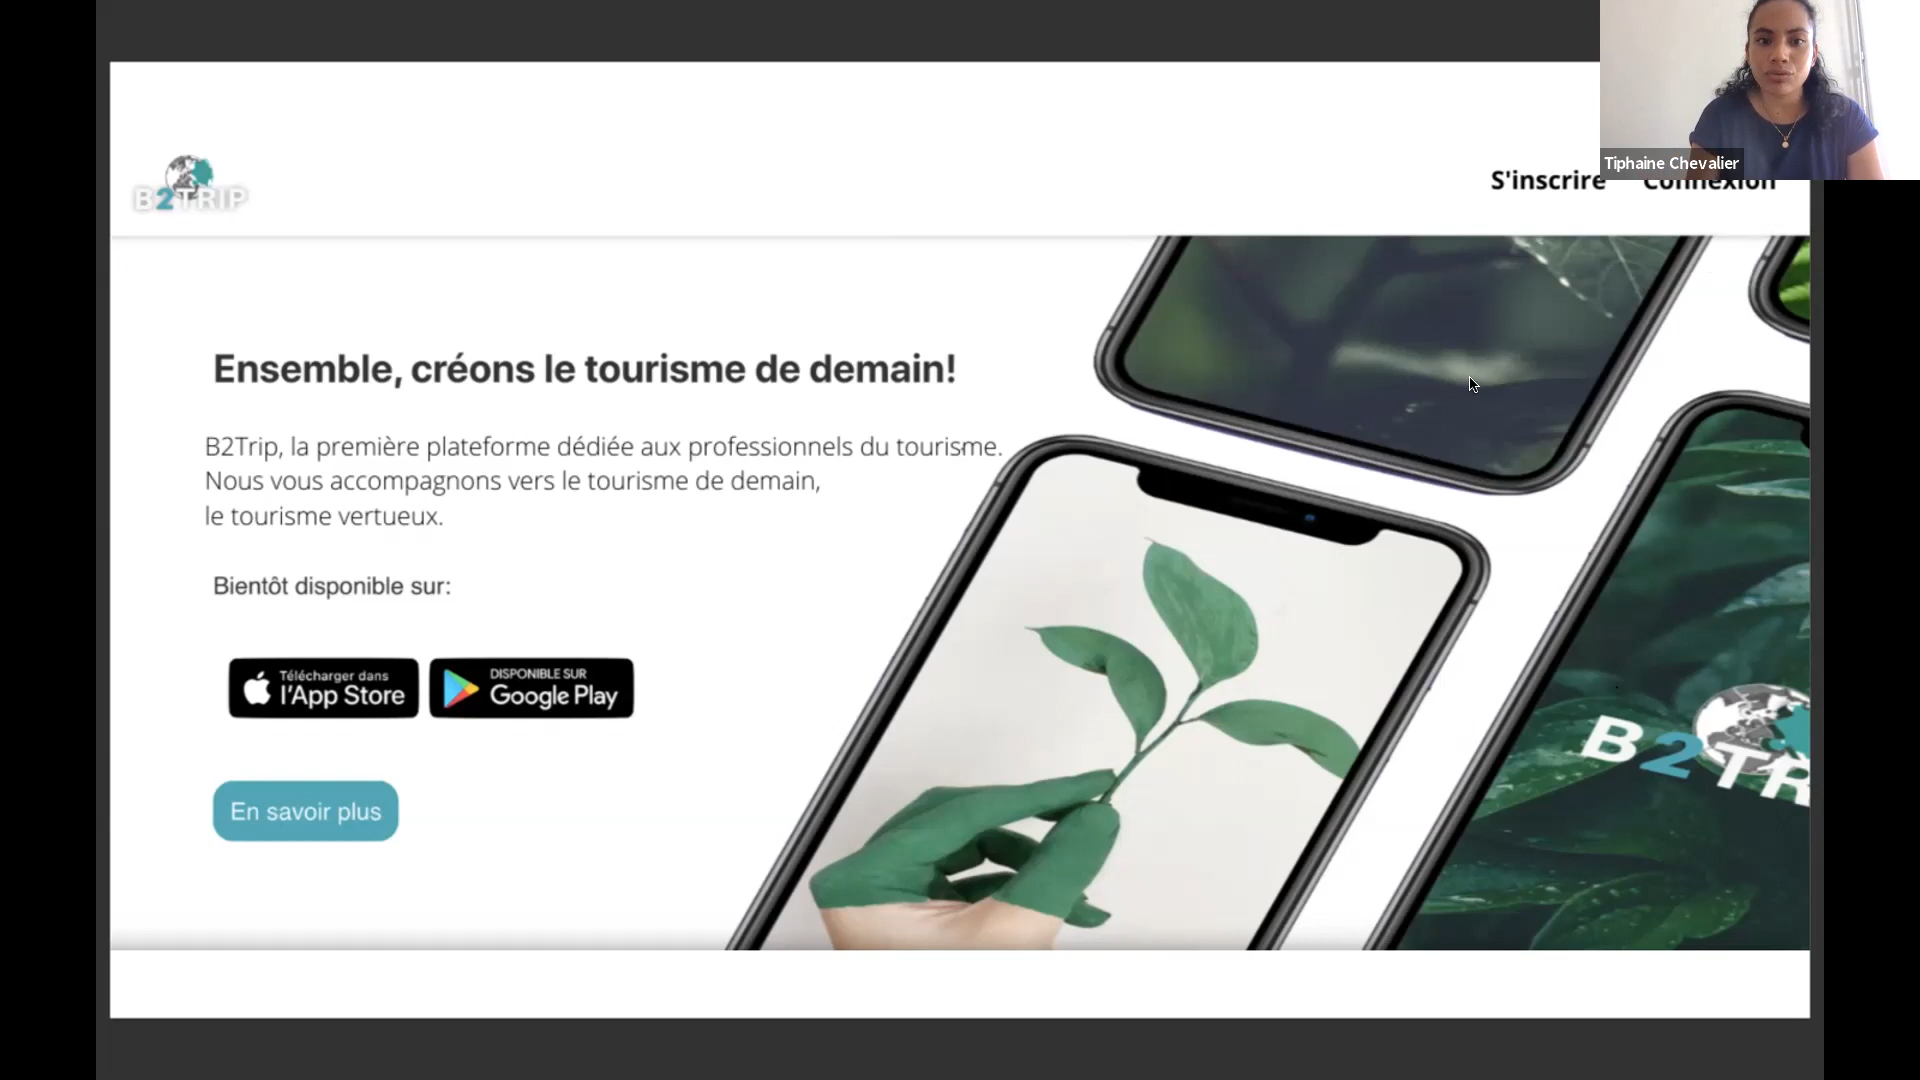 Tiphaine Chevalier
B2TRIP
S'inscrire Connexion
Ensemble, créons le tourisme de demain!
B2Trip, la première plateforme dédiée aux professionnels du tourisme.
Nous vous accompagnons vers le tourisme de demain,
le tourisme vertueux.
Bientôt disponible sur:
Télécharger dans
l'App Store
DISPONIBLE SUR
Google Play
B2TR
En savoir plus